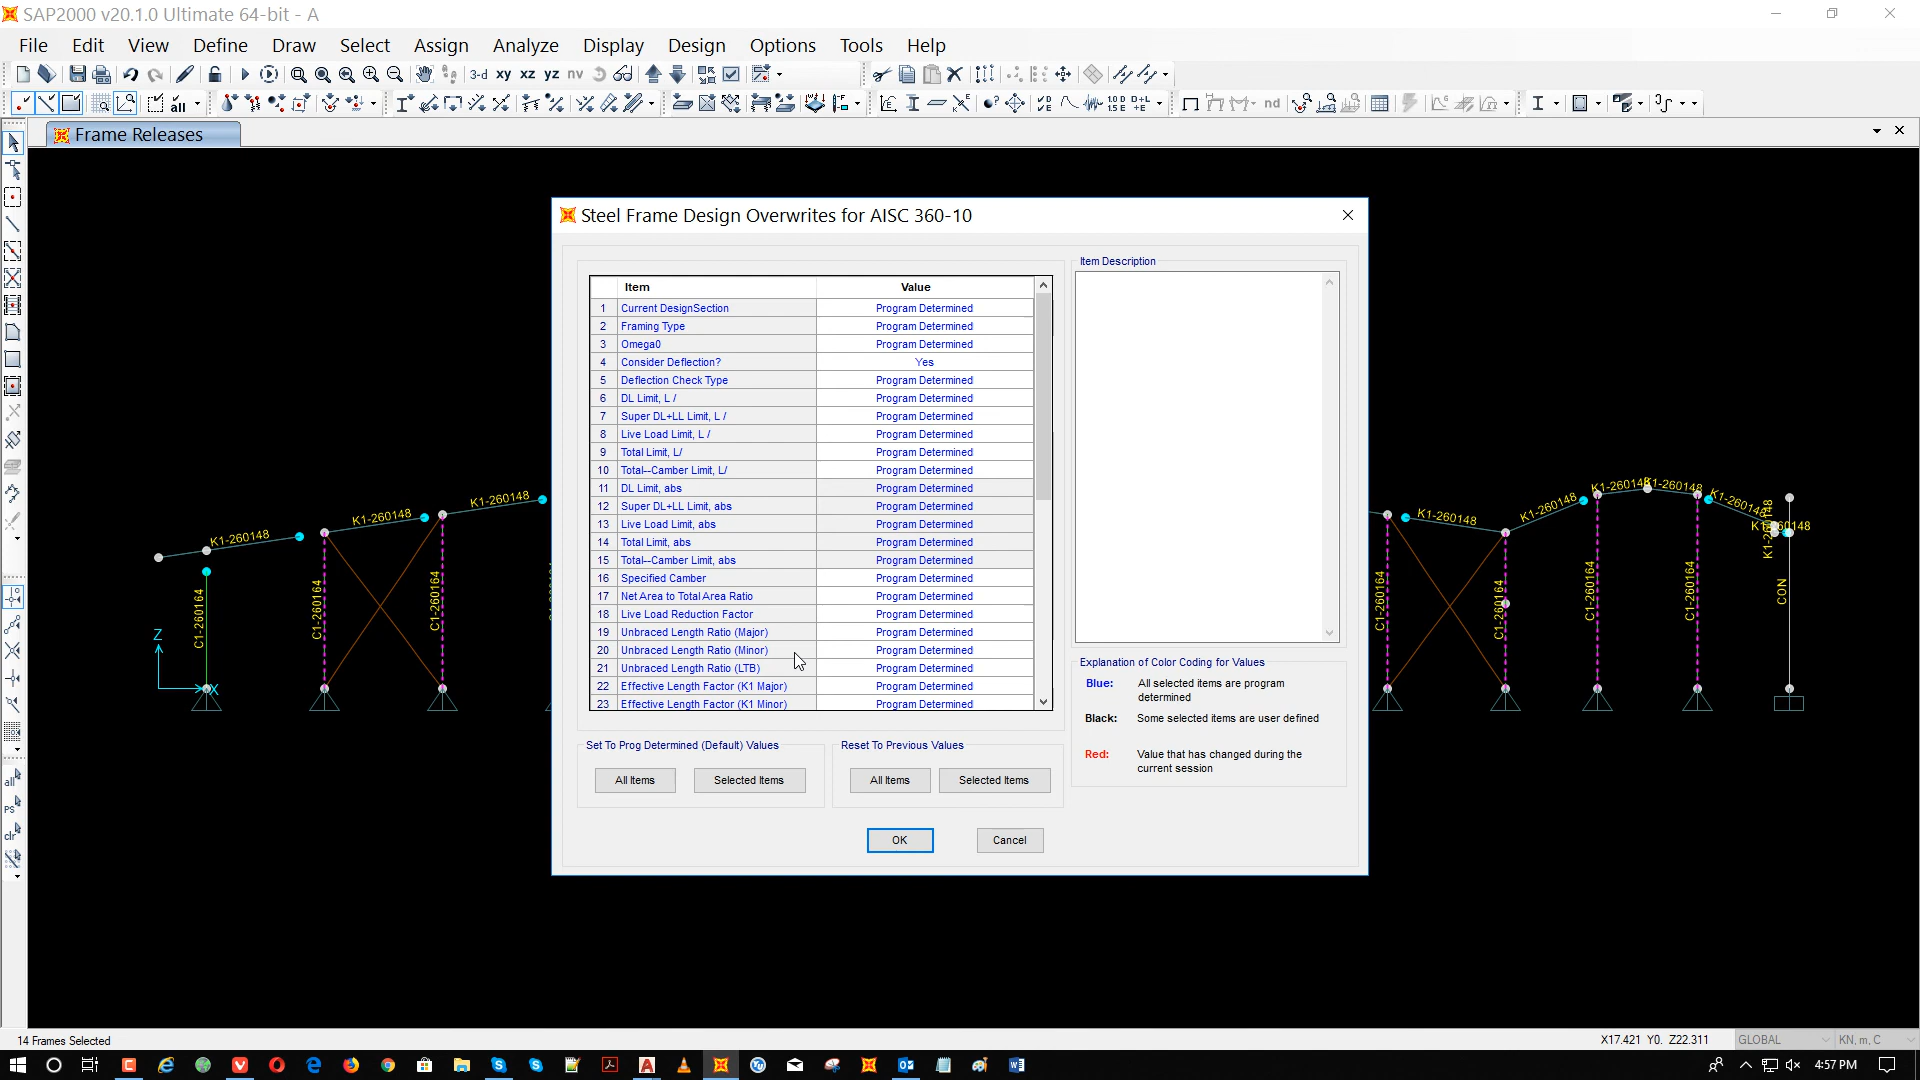 SAP2000 v20.1.0 Ultimate 64-bit - A
File Edit View Define Draw Select Assign Analyze Display Design Options Tools Help
3-d xy xz yz nv
all
nd
Frame Releases
Steel Frame Design Overwrites for AISC 360-10
Item Value
1 Current DesignSection Program Determined
2 Framing Type Program Determined
3 Omega0 Program Determined
4 Consider Deflection? Yes
5 Deflection Check Type Program Determined
6 DL Limit, L / Program Determined
7 Super DL+LL Limit, L / Program Determined
8 Live Load Limit, L / Program Determined
9 Total Limit, L/ Program Determined
10 Total--Camber Limit, L/ Program Determined
11 DL Limit, abs Program Determined
12 Super DL+LL Limit, abs Program Determined
13 Live Load Limit, abs Program Determined
14 Total Limit, abs Program Determined
15 Total--Camber Limit, abs Program Determined
16 Specified Camber Program Determined
17 Net Area to Total Area Ratio Program Determined
18 Live Load Reduction Factor Program Determined
19 Unbraced Length Ratio (Major) Program Determined
20 Unbraced Length Ratio (Minor) Program Determined
21 Unbraced Length Ratio (LTB) Program Determined
22 Effective Length Factor (K1 Major) Program Determined
23 Effective Length Factor (K1 Minor) Program Determined
Item Description
Explanation of Color Coding for Values
Blue: All selected items are program
determined
Black: Some selected items are user defined
Red: Value that has changed during the
current session
Set To Prog Determined (Default) Values
All Items Selected Items
Reset To Previous Values
All Items Selected Items
OK Cancel
K1-260148
K1-260148
K1-260148
C1-260164
C1-260164
C1-260164
Z
X
K1-260148
K1-260148
K1-260148
C1-260164
C1-260164
C1-260164
C1-260164
CON
all
ps
clr
14 Frames Selected
X17.421 Y0. Z22.311
GLOBAL
KN, m, C
4:57 PM